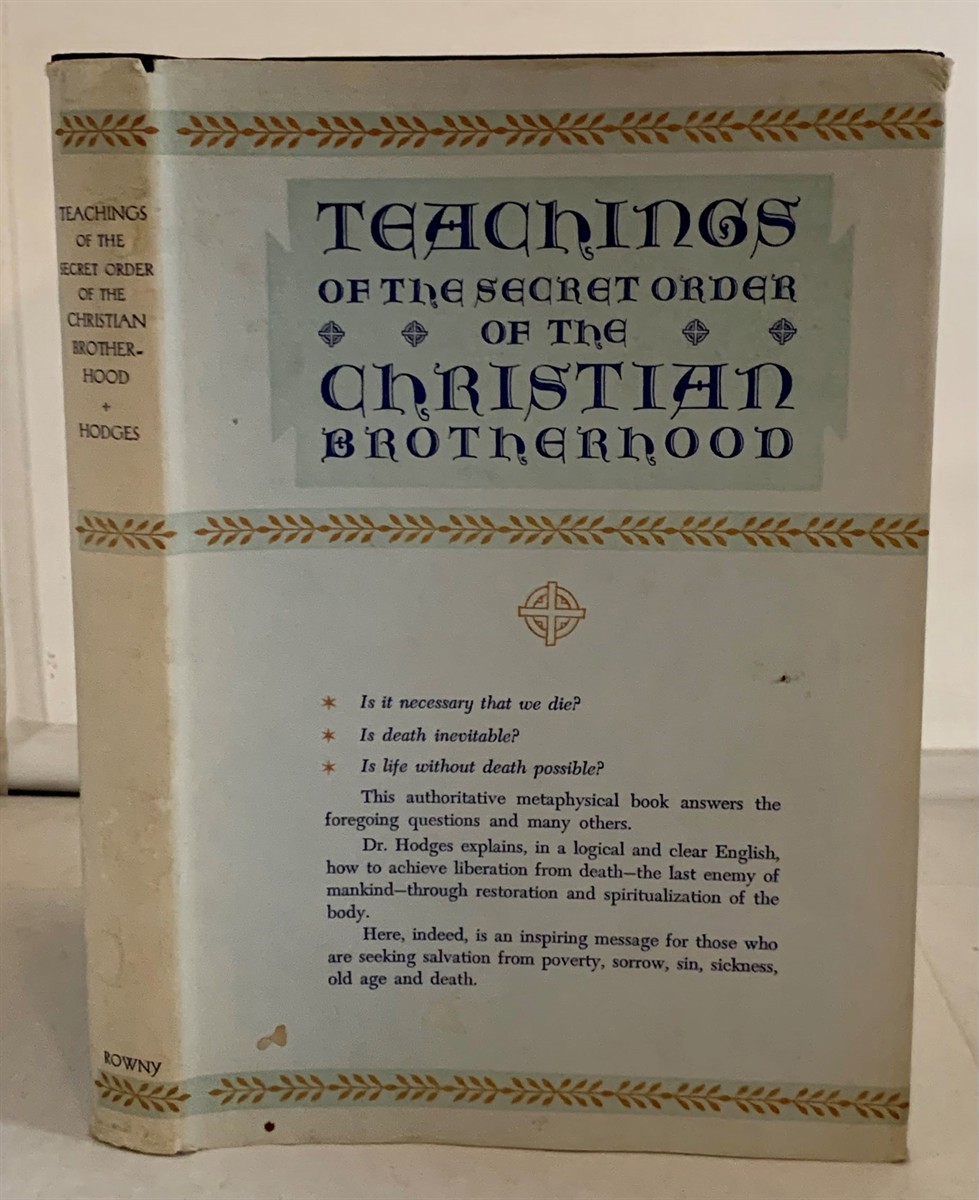 TEACHINGS
OF THE
SECRET ORDER
OF THE
CHRISTIAN
BROTHER-
HOOD
+
HODGES
ROWNY
TEACHINGS
OF THE SECRET ORDER
OF THE
CHRISTIAN
BROTHERHOOD
✶ Is it necessary that we die?
✶ Is death inevitable?
✶ Is life without death possible?
This authoritative metaphysical book answers the
foregoing questions and many others.
Dr. Hodges explains, in a logical and clear English,
how to achieve liberation from death—the last enemy of
mankind—through restoration and spiritualization of the
body.
Here, indeed, is an inspiring message for those who
are seeking salvation from poverty, sorrow, sin, sickness,
old age and death.